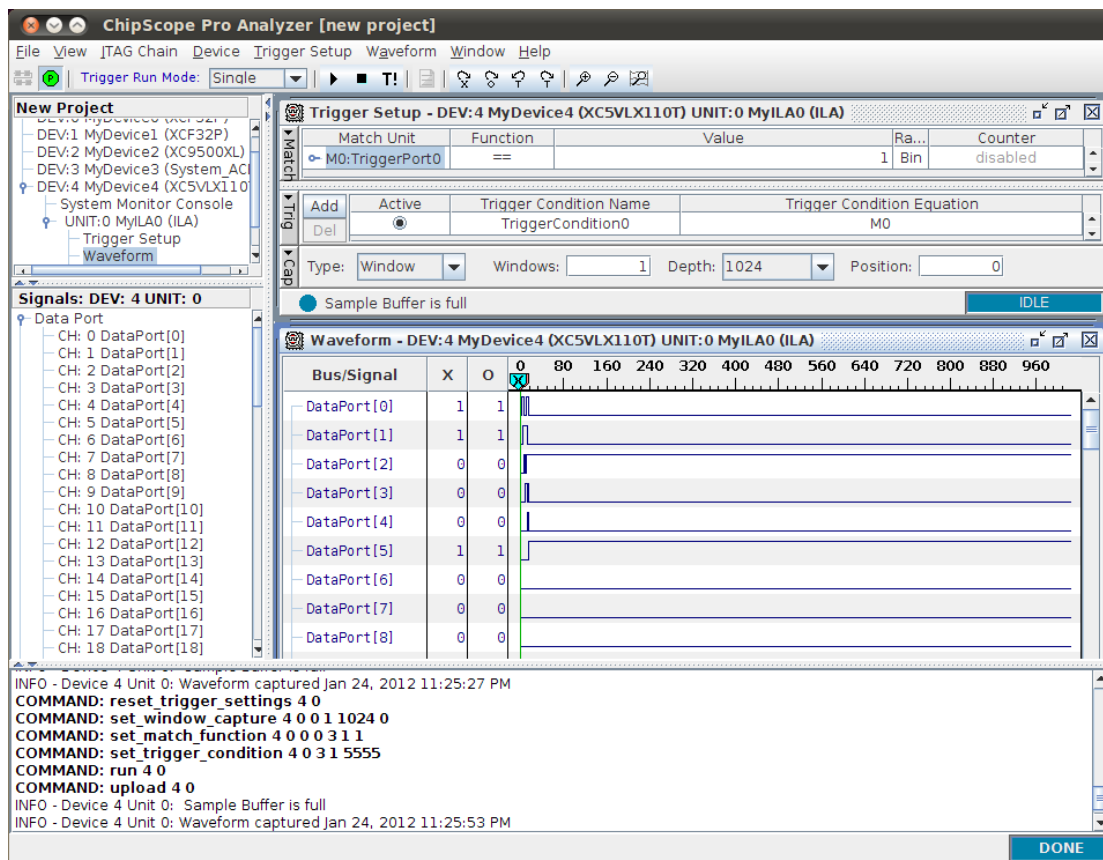 ChipScope Pro Analyzer [new project]
File View JTAG Chain Device Trigger Setup Waveform Window Help
Trigger Run Mode: Single T!
New Project
DEV:0 MyDevice0 (XCF32P)
DEV:1 MyDevice1 (XCF32P)
DEV:2 MyDevice2 (XC9500XL)
DEV:3 MyDevice3 (System_ACE
DEV:4 MyDevice4 (XC5VLX110T
System Monitor Console
UNIT:0 MyILA0 (ILA)
Trigger Setup
Waveform
Signals: DEV: 4 UNIT: 0
Data Port
CH: 0 DataPort[0]
CH: 1 DataPort[1]
CH: 2 DataPort[2]
CH: 3 DataPort[3]
CH: 4 DataPort[4]
CH: 5 DataPort[5]
CH: 6 DataPort[6]
CH: 7 DataPort[7]
CH: 8 DataPort[8]
CH: 9 DataPort[9]
CH: 10 DataPort[10]
CH: 11 DataPort[11]
CH: 12 DataPort[12]
CH: 13 DataPort[13]
CH: 14 DataPort[14]
CH: 15 DataPort[15]
CH: 16 DataPort[16]
CH: 17 DataPort[17]
CH: 18 DataPort[18]
Trigger Setup - DEV:4 MyDevice4 (XC5VLX110T) UNIT:0 MyILA0 (ILA)
Match
Match Unit Function Value Ra... Counter
M0:TriggerPort0 == 1 Bin disabled
Trig
Add Active Trigger Condition Name Trigger Condition Equation
Del TriggerCondition0 M0
Cap
Type: Window Windows: 1 Depth: 1024 Position: 0
Sample Buffer is full IDLE
Waveform - DEV:4 MyDevice4 (XC5VLX110T) UNIT:0 MyILA0 (ILA)
Bus/Signal X O 0 80 160 240 320 400 480 560 640 720 800 880 960
X
DataPort[0] 1 1
DataPort[1] 1 1
DataPort[2] 0 0
DataPort[3] 0 0
DataPort[4] 0 0
DataPort[5] 1 1
DataPort[6] 0 0
DataPort[7] 0 0
DataPort[8] 0 0
INFO - Device 4 Unit 0: Sample Buffer is full
INFO - Device 4 Unit 0: Waveform captured Jan 24, 2012 11:25:27 PM
COMMAND: reset_trigger_settings 4 0
COMMAND: set_window_capture 4 0 0 1 1024 0
COMMAND: set_match_function 4 0 0 0 3 1 1
COMMAND: set_trigger_condition 4 0 3 1 5555
COMMAND: run 4 0
COMMAND: upload 4 0
INFO - Device 4 Unit 0: Sample Buffer is full
INFO - Device 4 Unit 0: Waveform captured Jan 24, 2012 11:25:53 PM
DONE